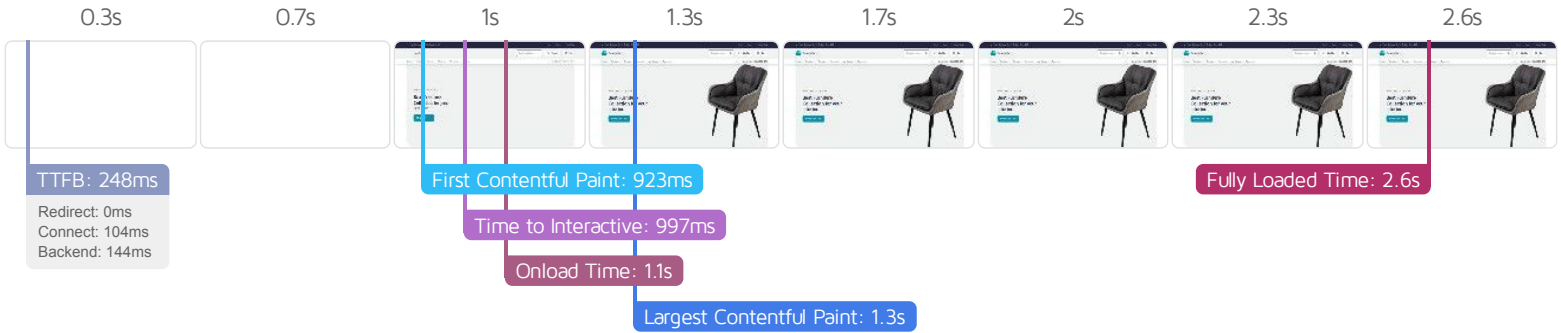 0.3s
0.7s
1s
1.3s
1.7s
2s
2.3s
2.6s
TTFB: 248ms
Redirect: 0ms
Connect: 104ms
Backend: 144ms
First Contentful Paint: 923ms
Time to Interactive: 997ms
Onload Time: 1.1s
Largest Contentful Paint: 1.3s
Fully Loaded Time: 2.6s